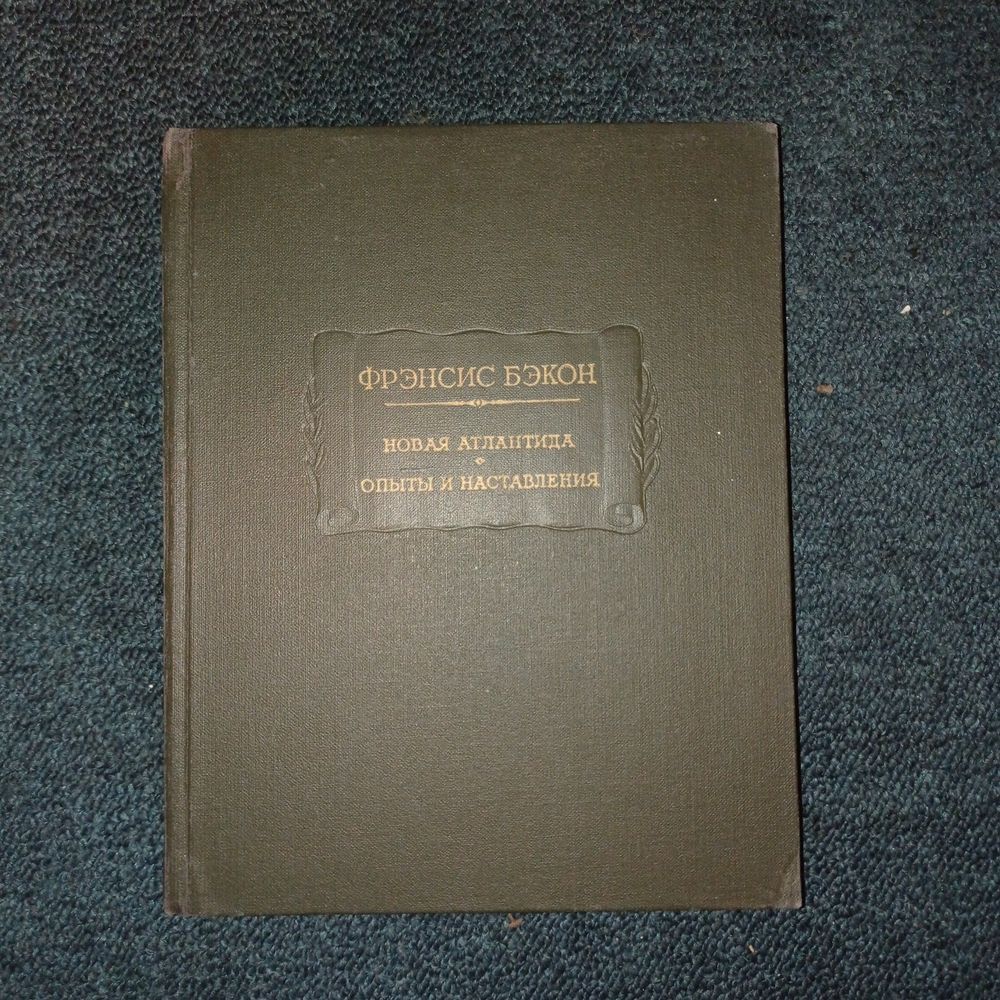 ФРЭНСИС БЭКОН
НОВАЯ АТЛАНТИДА
ОПЫТЫ И НАСТАВЛЕНИЯ